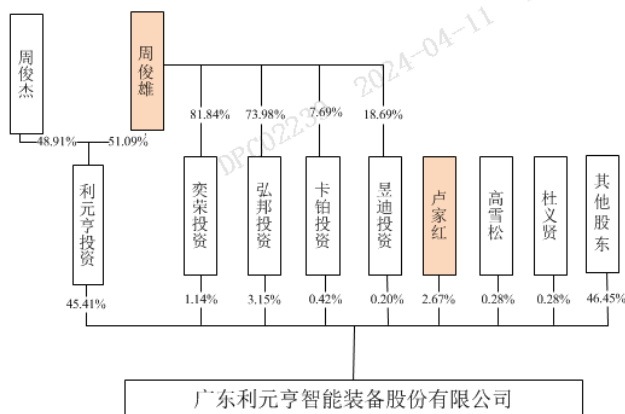 周俊杰
周俊雄
81.84%
73.98%
7.69%
18.69%
48.91%
51.09%
利元亨投资
奕荣投资
弘邦投资
卡铂投资
昱迪投资
卢家红
高雪松
杜义贤
其他股东
45.41%
1.14%
3.15%
0.42%
0.20%
2.67%
0.28%
0.28%
46.45%
广东利元亨智能装备股份有限公司
2024-04-11